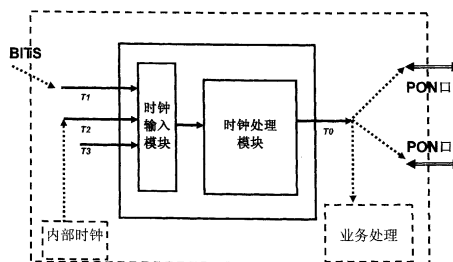 BITS
T1
T2
T3
时钟
输入
模块
时钟处理
模块
T0
PON口
PON口
内部时钟
业务处理